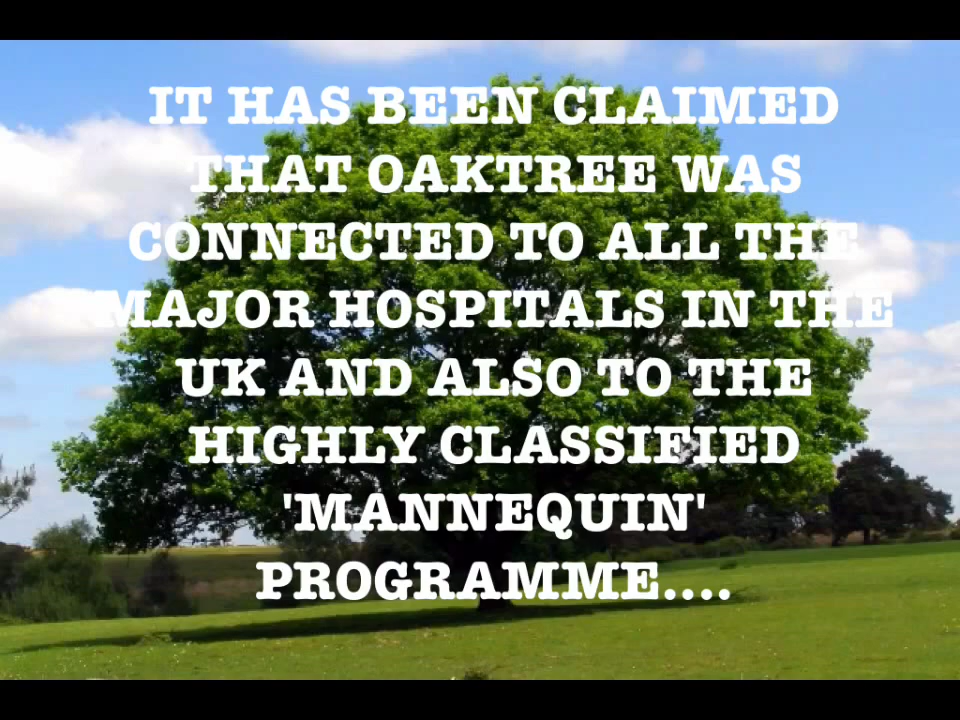 IT HAS BEEN CLAIMED
THAT OAKTREE WAS
CONNECTED TO ALL THE
MAJOR HOSPITALS IN THE
UK AND ALSO TO THE
HIGHLY CLASSIFIED
'MANNEQUIN'
PROGRAMME....